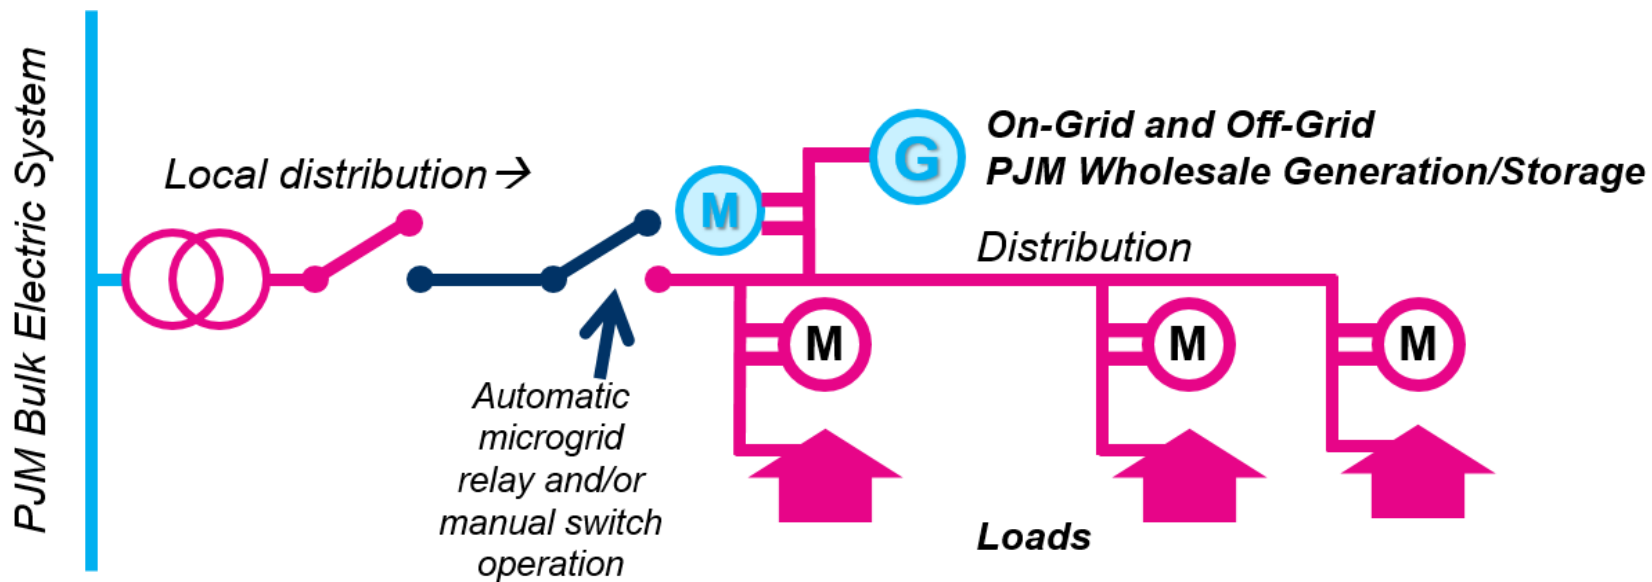 PJM Bulk Electric System
Local distribution →
M
G
On-Grid and Off-Grid
PJM Wholesale Generation/Storage
Distribution
M
M
M
Automatic
microgrid
relay and/or
manual switch
operation
Loads